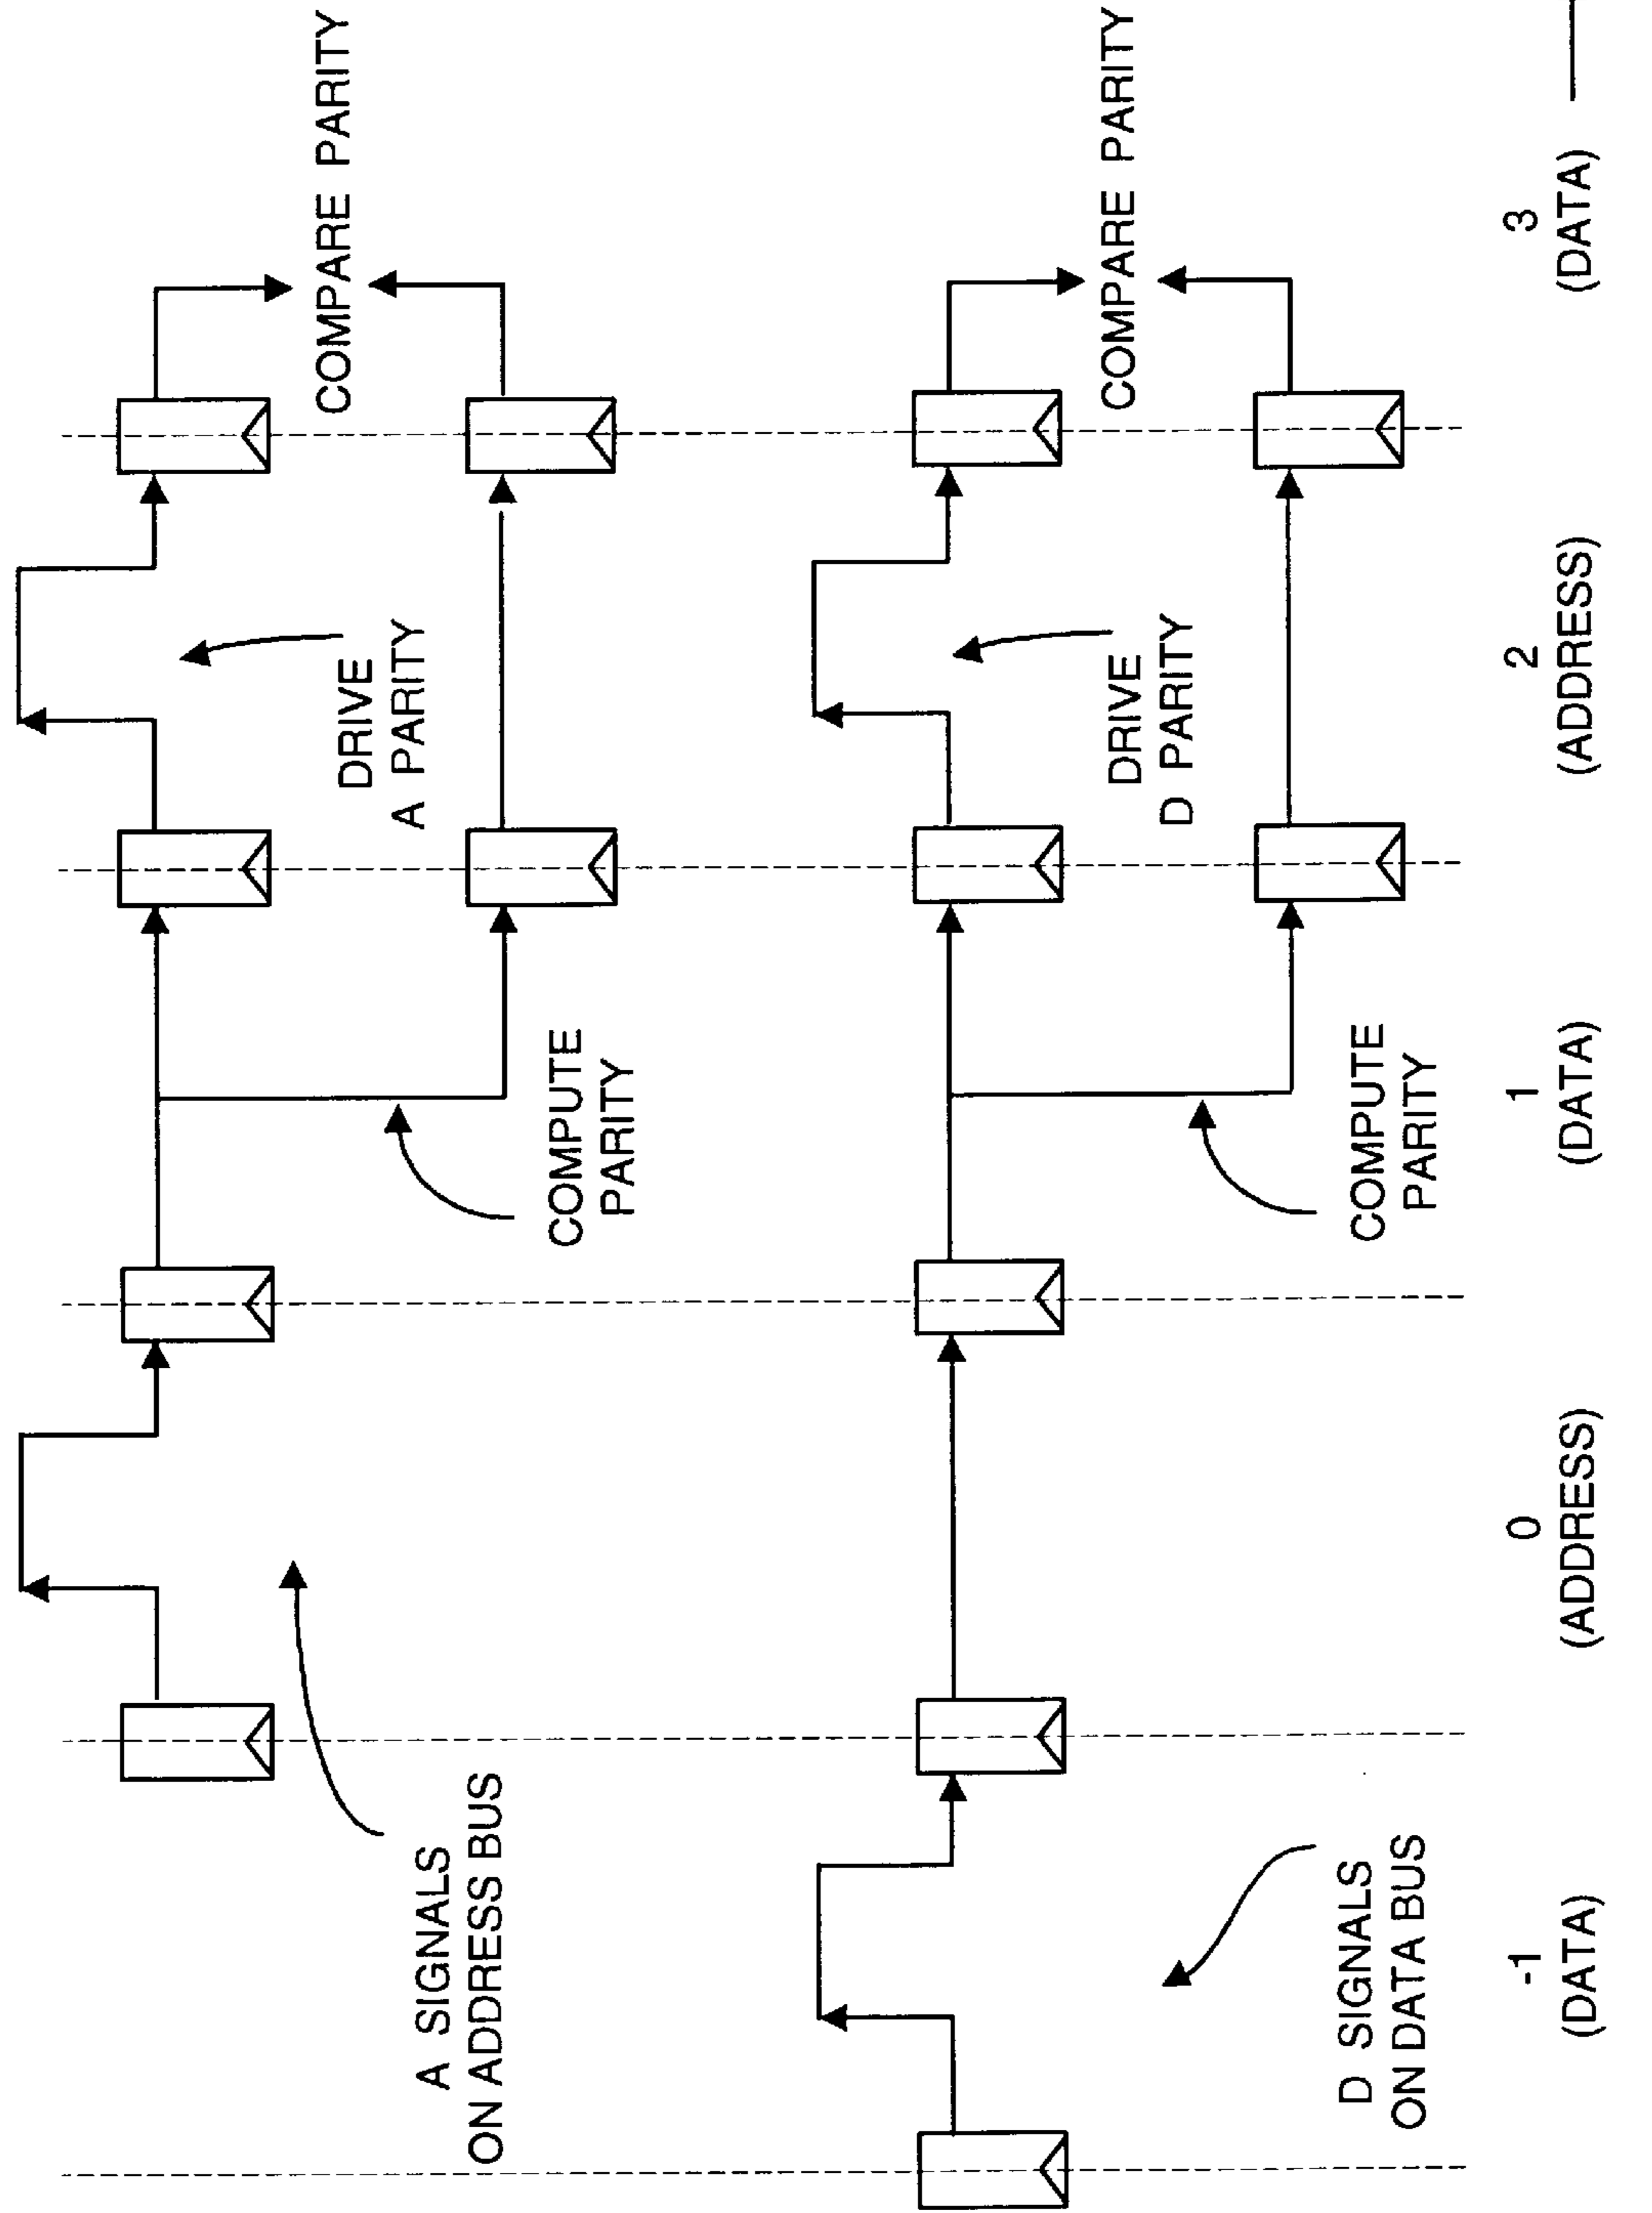 A SIGNALS
ON ADDRESS BUS
COMPUTE
PARITY
DRIVE
A PARITY
COMPARE PARITY
D SIGNALS
ON DATA BUS
COMPUTE
PARITY
DRIVE
D PARITY
COMPARE PARITY
-1
(DATA)
0
(ADDRESS)
1
(DATA)
2
(ADDRESS)
3
(DATA)